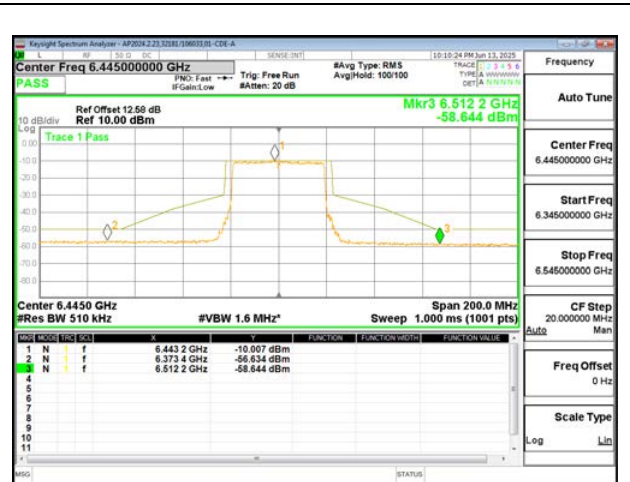 Keysight Spectrum Analyzer - AP2024.2.23,32181/106033,01-CDE-A
L RF 50 Ω DC SENSE:INT 10:10:24 PM Jun 13, 2025
Center Freq 6.445000000 GHz #Avg Type: RMS TRACE 1 2 3 4 5 6
PASS PNO: Fast Trig: Free Run Avg|Hold: 100/100 TYPE A WWWWW
IFGain:Low #Atten: 20 dB DET A N N N N N
Ref Offset 12.58 dB Mkr3 6.512 2 GHz
10 dB/div Ref 10.00 dBm -58.644 dBm
Log
Trace 1 Pass
0.00
-10.0
-20.0
-30.0
-40.0
-50.0
-60.0
-70.0
-80.0
1
2
3
Center 6.4450 GHz Span 200.0 MHz
#Res BW 510 kHz #VBW 1.6 MHz* Sweep 1.000 ms (1001 pts)
MKR MODE TRC SCL X Y FUNCTION FUNCTION WIDTH FUNCTION VALUE
1 N 1 f 6.443 2 GHz -10.007 dBm
2 N 1 f 6.373 4 GHz -56.634 dBm
3 N 1 f 6.512 2 GHz -58.644 dBm
4
5
6
7
8
9
10
11
MSG STATUS
Frequency
Auto Tune
Center Freq
6.445000000 GHz
Start Freq
6.345000000 GHz
Stop Freq
6.545000000 GHz
CF Step
20.000000 MHz
Auto Man
Freq Offset
0 Hz
Scale Type
Log Lin